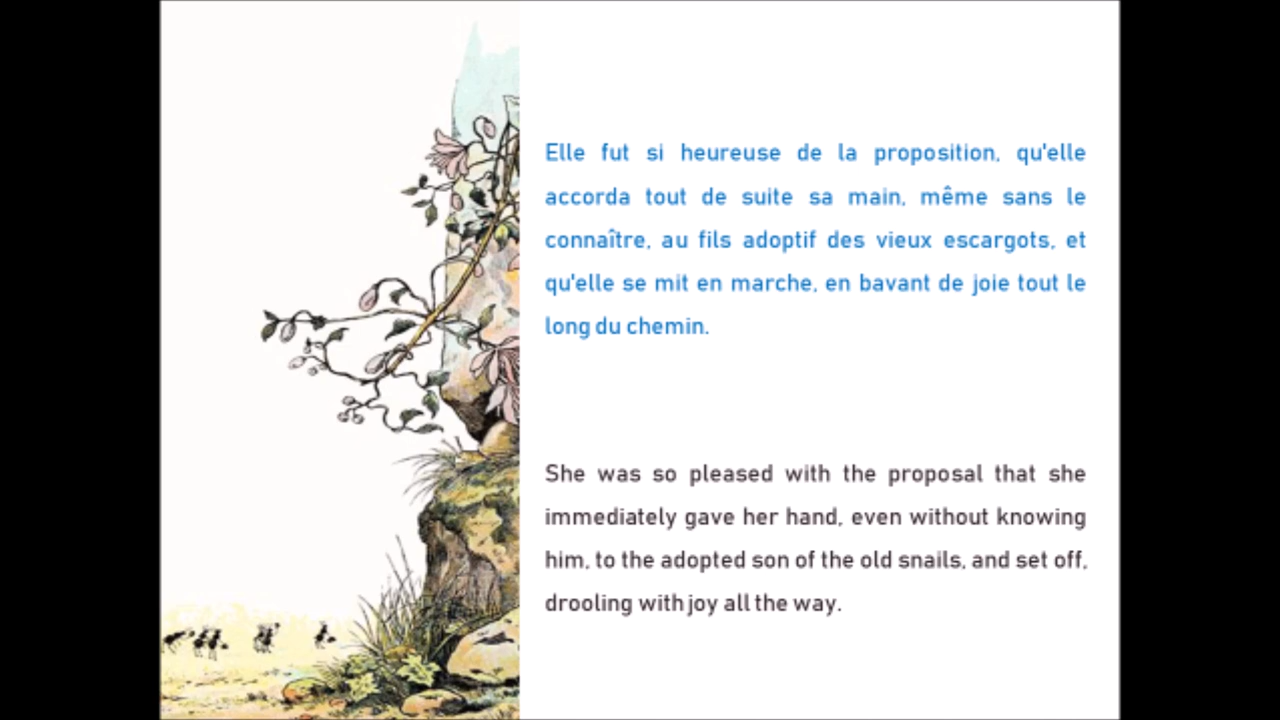 Elle fut si heureuse de la proposition, qu'elle
accorda tout de suite sa main, même sans le
connaître, au fils adoptif des vieux escargots, et
qu'elle se mit en marche, en bavant de joie tout le
long du chemin.
She was so pleased with the proposal that she
immediately gave her hand, even without knowing
him, to the adopted son of the old snails, and set off,
drooling with joy all the way.